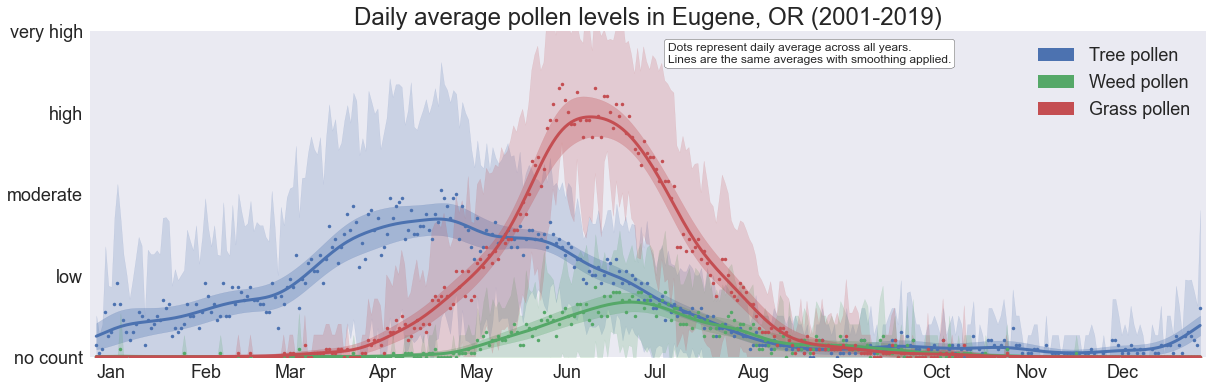 Daily average pollen levels in Eugene, OR (2001-2019)
very high
high
moderate
low
no count
Dots represent daily average across all years.
Lines are the same averages with smoothing applied.
Tree pollen
Weed pollen
Grass pollen
Jan Feb Mar Apr May Jun Jul Aug Sep Oct Nov Dec